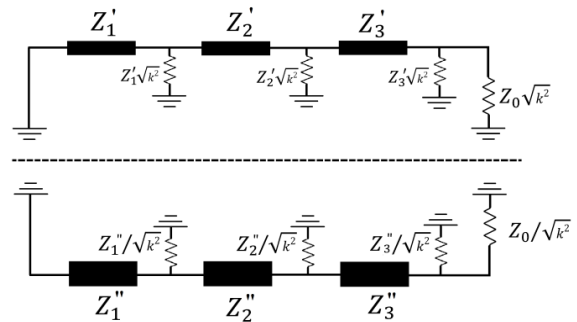 Z₁' Z₂' Z₃'
Z₁'√k² Z₂'√k² Z₃'√k² Z₀√k²
Z₁"/√k² Z₂"/√k² Z₃"/√k² Z₀/√k²
Z₁" Z₂" Z₃"